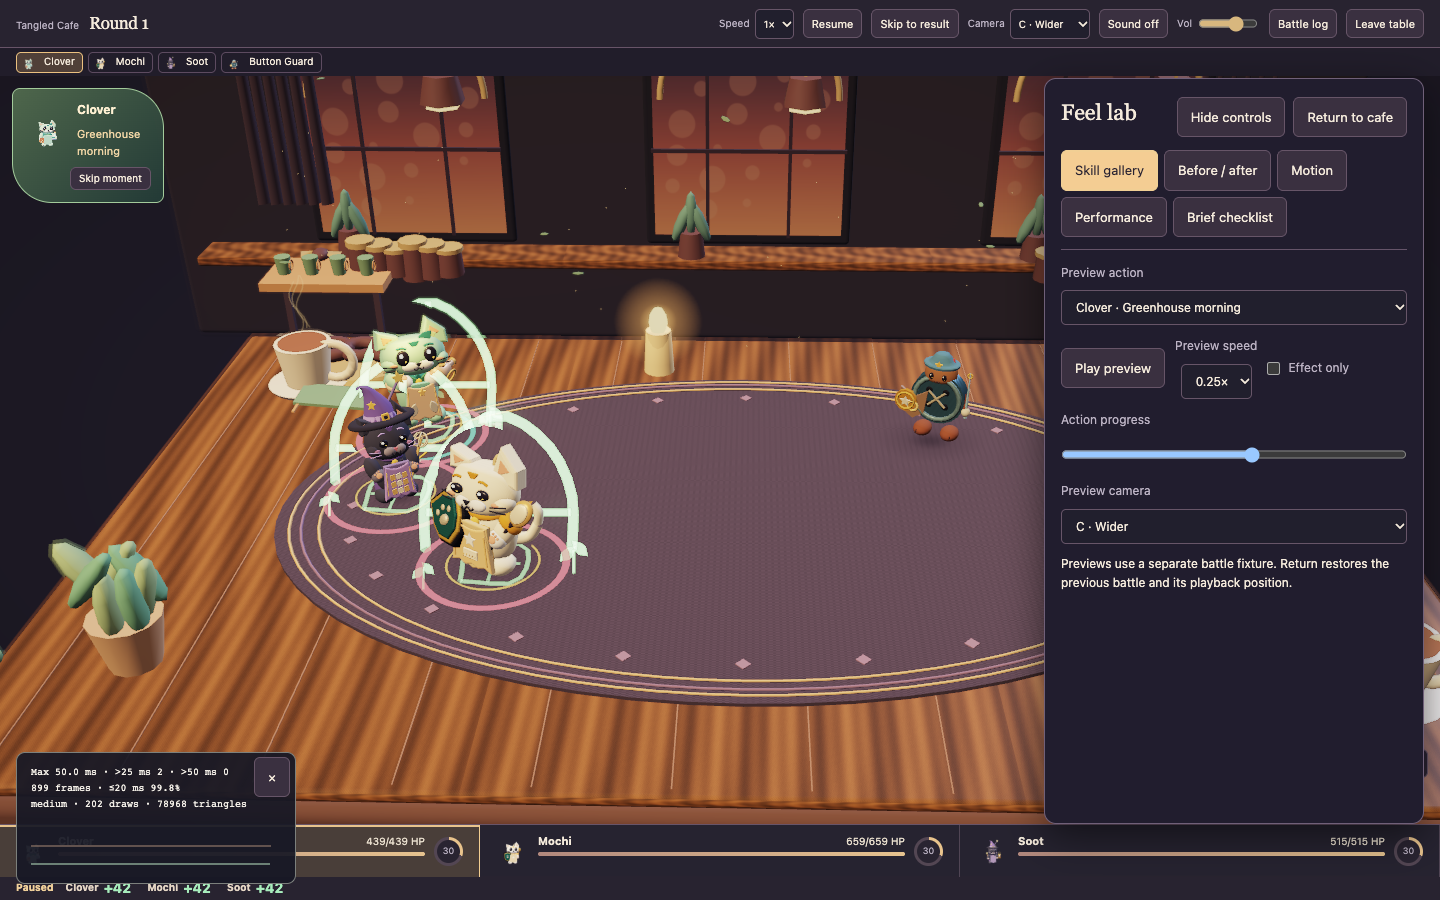 Tangled Cafe Round 1
Speed 1x Resume Skip to result Camera C · Wider Sound off Vol Battle log Leave table
Clover Mochi Soot Button Guard
Clover
Greenhouse
morning
Skip moment
Feel lab
Hide controls Return to cafe
Skill gallery Before / after Motion
Performance Brief checklist
Preview action
Clover · Greenhouse morning
Play preview
Preview speed
0.25x
Effect only
Action progress
Preview camera
C · Wider
Previews use a separate battle fixture. Return restores the
previous battle and its playback position.
Max 50.0 ms · >25 ms 2 · >50 ms 0
899 frames · ≤20 ms 99.8%
medium · 202 draws · 78968 triangles
×
Clover 439/439 HP 30
Mochi 659/659 HP 30
Soot 515/515 HP 30
Paused Clover +42 Mochi +42 Soot +42